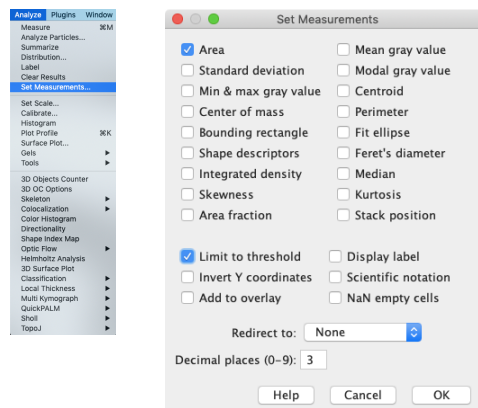 Analyze Plugins Window
Measure ⌘M
Analyze Particles...
Summarize
Distribution...
Label
Clear Results
Set Measurements...
Set Scale...
Calibrate...
Histogram
Plot Profile ⌘K
Surface Plot...
Gels
Tools
3D Objects Counter
3D OC Options
Skeleton
Colocalization
Color Histogram
Directionality
Shape Index Map
Optic Flow
Helmholtz Analysis
3D Surface Plot
Classification
Local Thickness
Multi Kymograph
QuickPALM
Sholl
TopoJ
Set Measurements
Area Mean gray value
Standard deviation Modal gray value
Min & max gray value Centroid
Center of mass Perimeter
Bounding rectangle Fit ellipse
Shape descriptors Feret's diameter
Integrated density Median
Skewness Kurtosis
Area fraction Stack position
Limit to threshold Display label
Invert Y coordinates Scientific notation
Add to overlay NaN empty cells
Redirect to: None
Decimal places (0-9): 3
Help Cancel OK